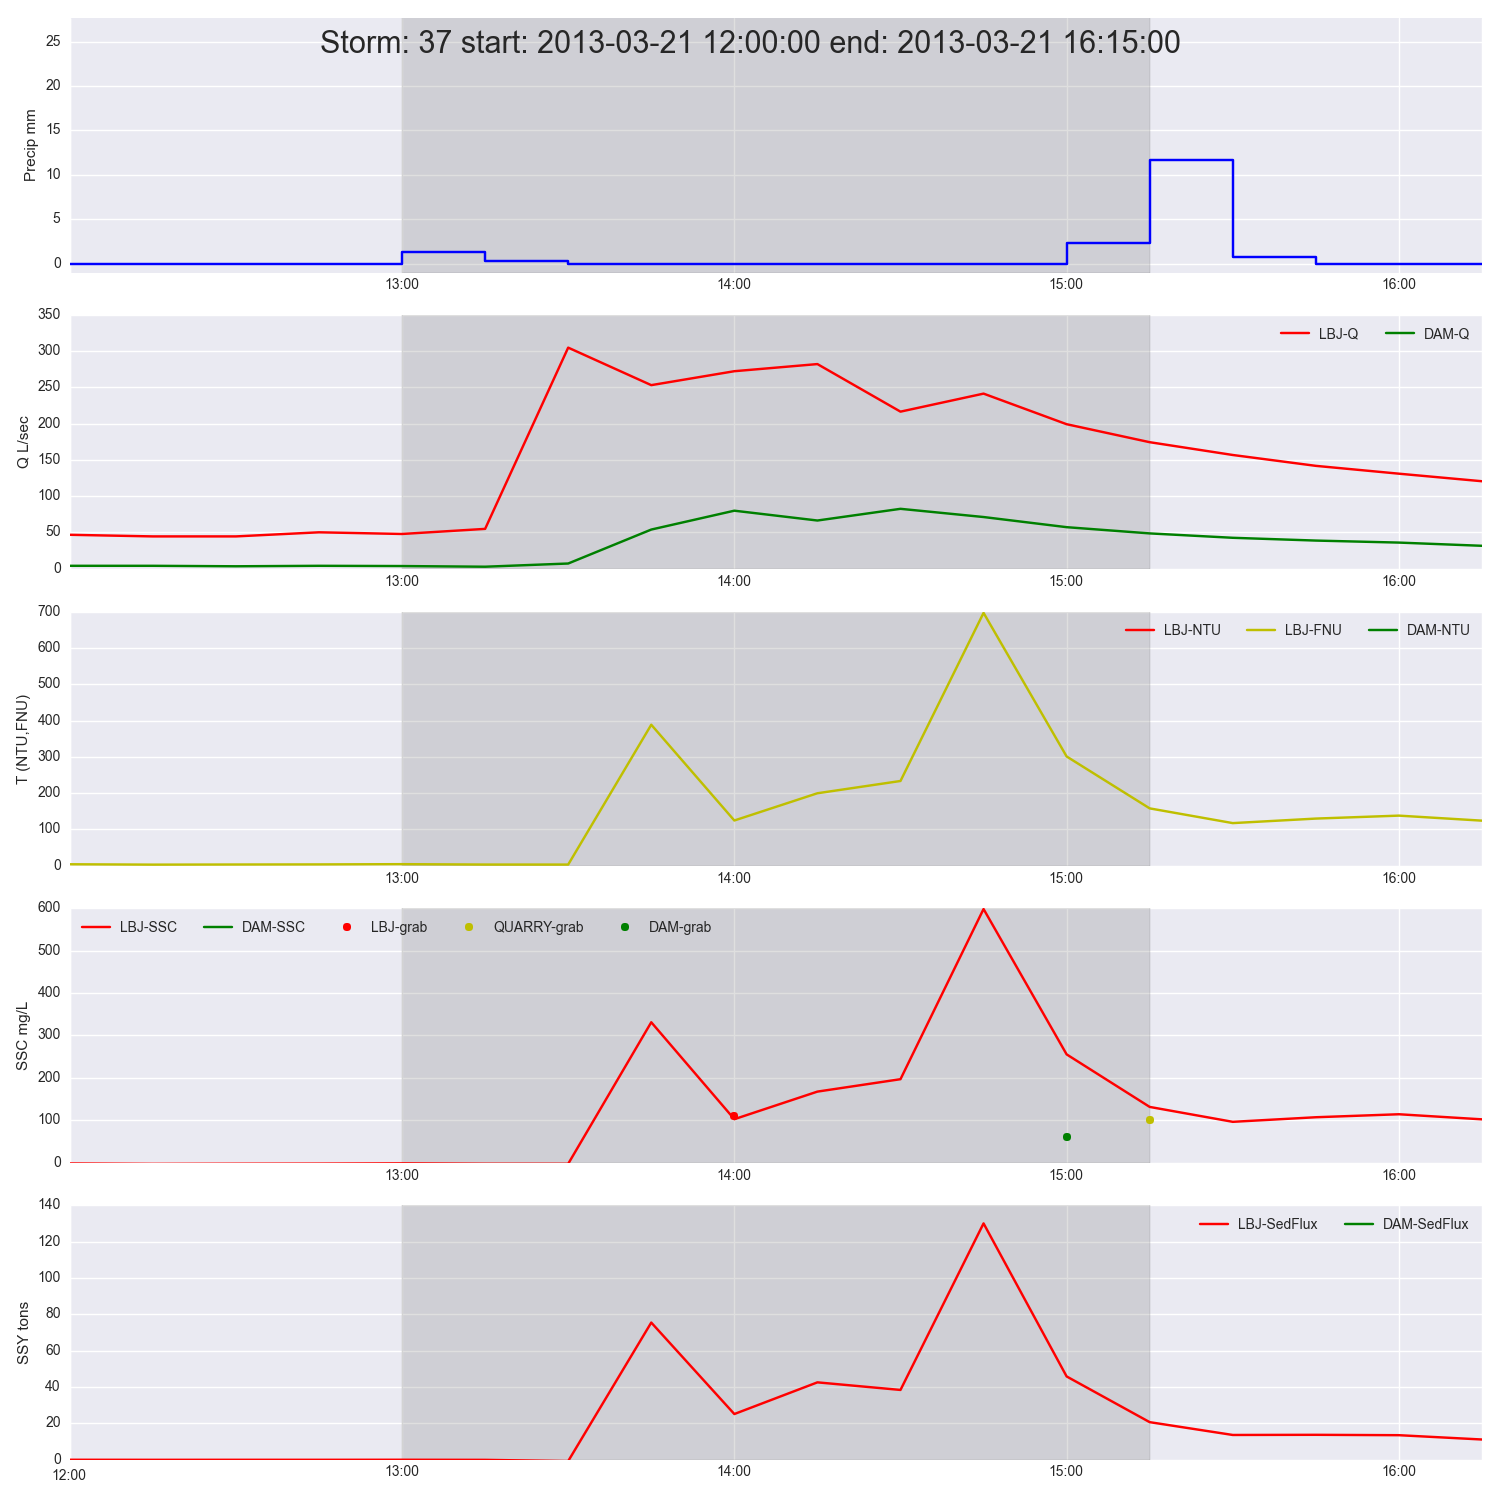 Storm: 37 start: 2013-03-21 12:00:00 end: 2013-03-21 16:15:00
Precip mm
25
20
15
10
5
0
13:00 14:00 15:00 16:00
Q L/sec
350
300
250
200
150
100
50
0
LBJ-Q DAM-Q
13:00 14:00 15:00 16:00
T (NTU,FNU)
700
600
500
400
300
200
100
0
LBJ-NTU LBJ-FNU DAM-NTU
13:00 14:00 15:00 16:00
SSC mg/L
600
500
400
300
200
100
0
LBJ-SSC DAM-SSC LBJ-grab QUARRY-grab DAM-grab
13:00 14:00 15:00 16:00
SSY tons
140
120
100
80
60
40
20
0
LBJ-SedFlux DAM-SedFlux
12:00 13:00 14:00 15:00 16:00